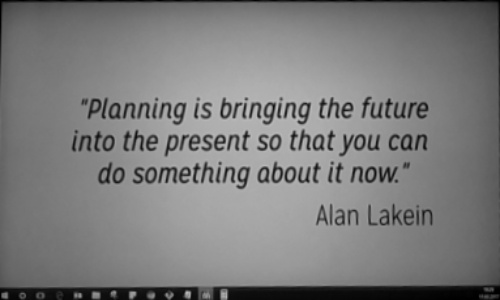 "Planning is bringing the future
into the present so that you can
do something about it now."
Alan Lakein